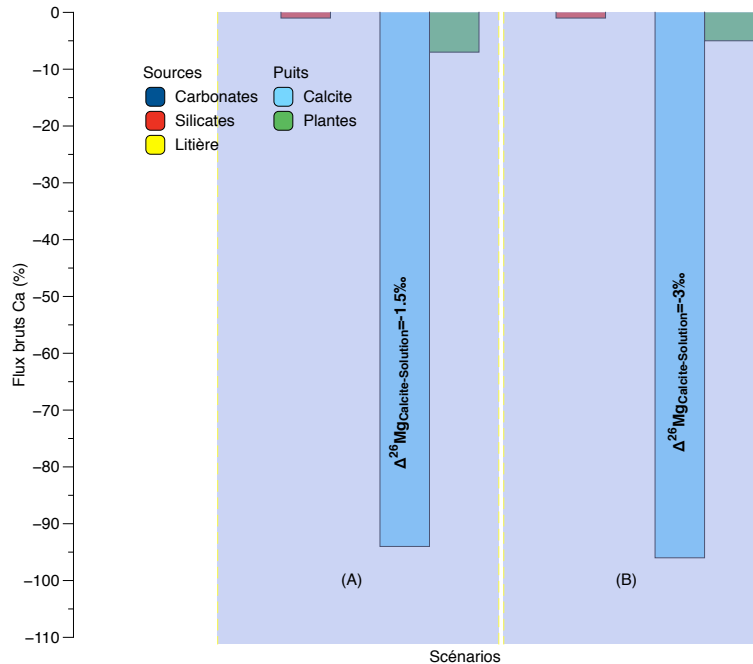 0
−10
−20
−30
−40
−50
−60
−70
−80
−90
−100
−110
Flux bruts Ca (%)
Sources
Carbonates
Silicates
Litière
Puits
Calcite
Plantes
Δ²⁶MgCalcite-Solution=-1.5‰
Δ²⁶MgCalcite-Solution=-3‰
(A)
(B)
Scénarios